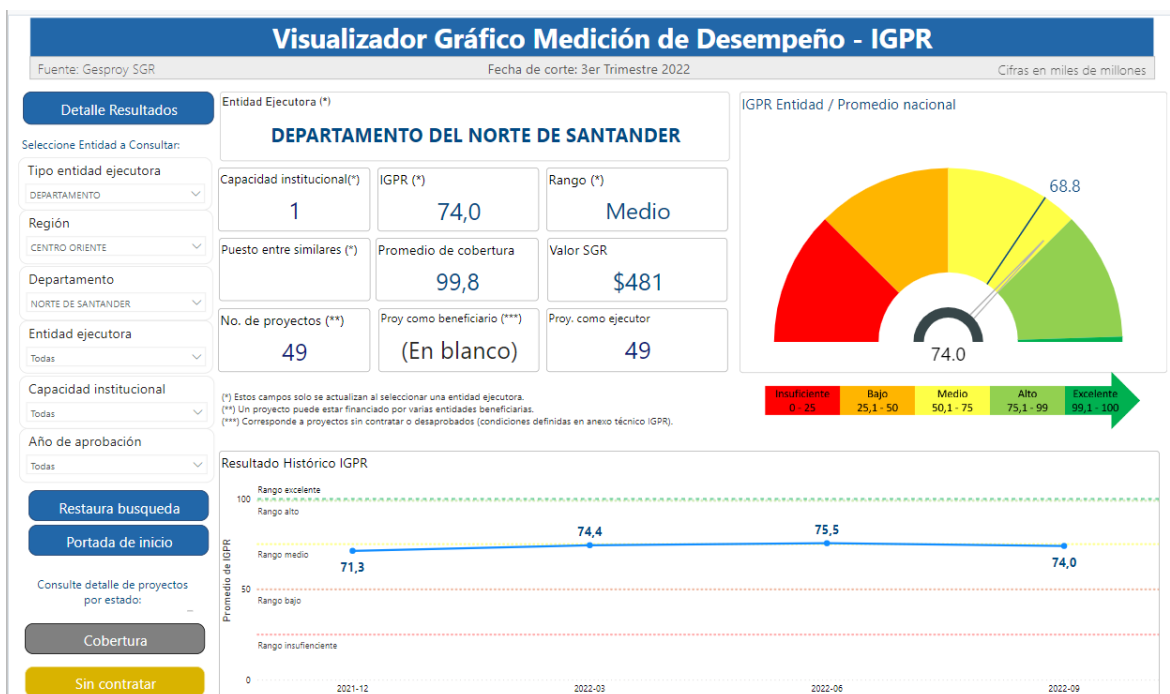 Visualizador Gráfico Medición de Desempeño - IGPR
Fuente: Gesproy SGR
Fecha de corte: 3er Trimestre 2022
Cifras en miles de millones
Detalle Resultados
Seleccione Entidad a Consultar:
Tipo entidad ejecutora
DEPARTAMENTO
Región
CENTRO ORIENTE
Departamento
NORTE DE SANTANDER
Entidad ejecutora
Todas
Capacidad institucional
Todas
Año de aprobación
Todas
Restaura busqueda
Portada de inicio
Consulte detalle de proyectos
por estado:
Cobertura
Sin contratar
Entidad Ejecutora (*)
DEPARTAMENTO DEL NORTE DE SANTANDER
Capacidad institucional(*)
1
IGPR (*)
74,0
Rango (*)
Medio
Puesto entre similares (*)
Promedio de cobertura
99,8
Valor SGR
$481
No. de proyectos (**)
49
Proy como beneficiario (***)
(En blanco)
Proy. como ejecutor
49
(*) Estos campos solo se actualizan al seleccionar una entidad ejecutora.
(**) Un proyecto puede estar financiado por varias entidades beneficiarias.
(***) Corresponde a proyectos sin contratar o desaprobados (condiciones definidas en anexo técnico IGPR).
IGPR Entidad / Promedio nacional
68.8
74.0
Insuficiente
0 - 25
Bajo
25,1 - 50
Medio
50,1 - 75
Alto
75,1 - 99
Excelente
99,1 - 100
Resultado Histórico IGPR
Promedio de IGPR
100
50
0
Rango excelente
Rango alto
Rango medio
Rango bajo
Rango insufienciente
71,3
74,4
75,5
74,0
2021-12
2022-03
2022-06
2022-09